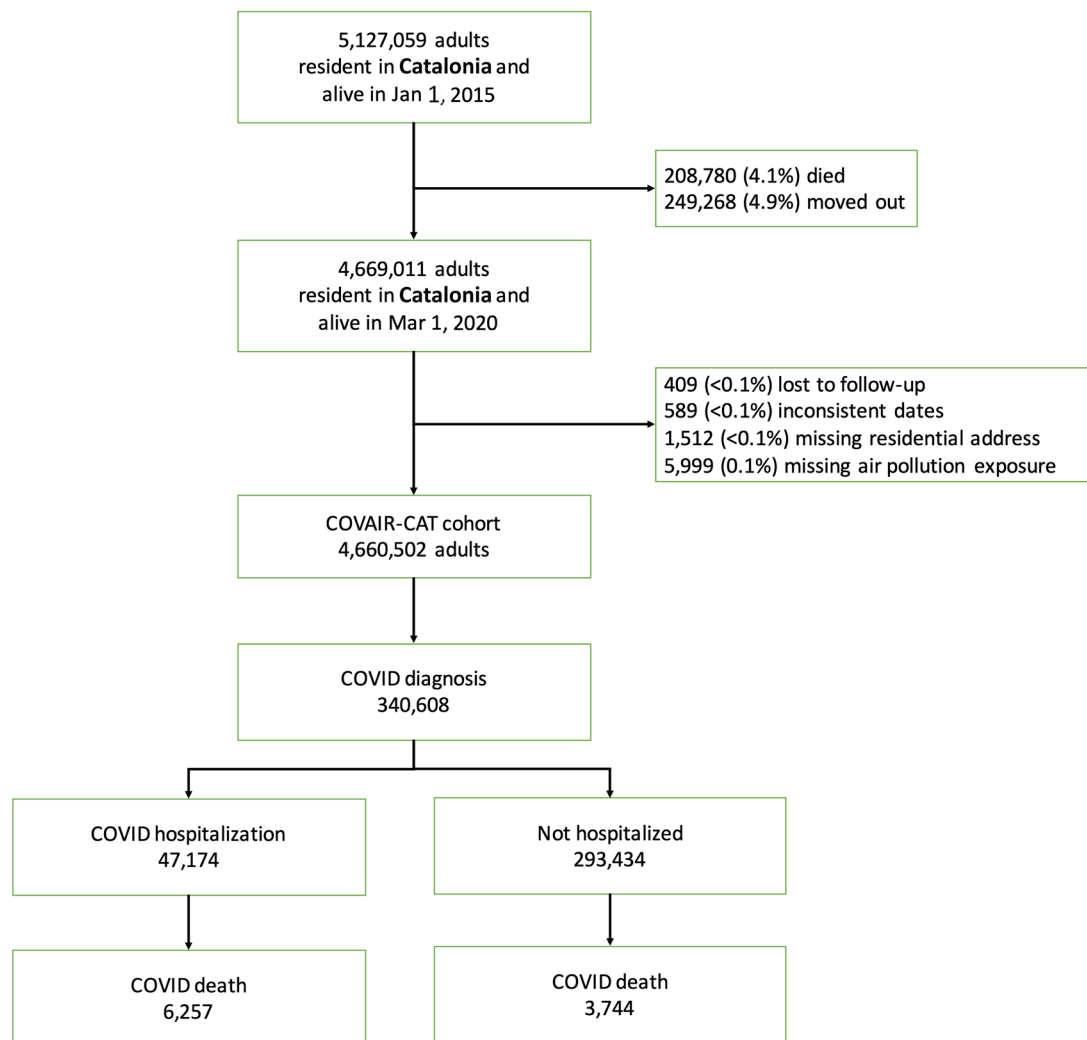 5,127,059 adults
resident in Catalonia and
alive in Jan 1, 2015
208,780 (4.1%) died
249,268 (4.9%) moved out
4,669,011 adults
resident in Catalonia and
alive in Mar 1, 2020
409 (<0.1%) lost to follow-up
589 (<0.1%) inconsistent dates
1,512 (<0.1%) missing residential address
5,999 (0.1%) missing air pollution exposure
COVAIR-CAT cohort
4,660,502 adults
COVID diagnosis
340,608
COVID hospitalization
47,174
Not hospitalized
293,434
COVID death
6,257
COVID death
3,744